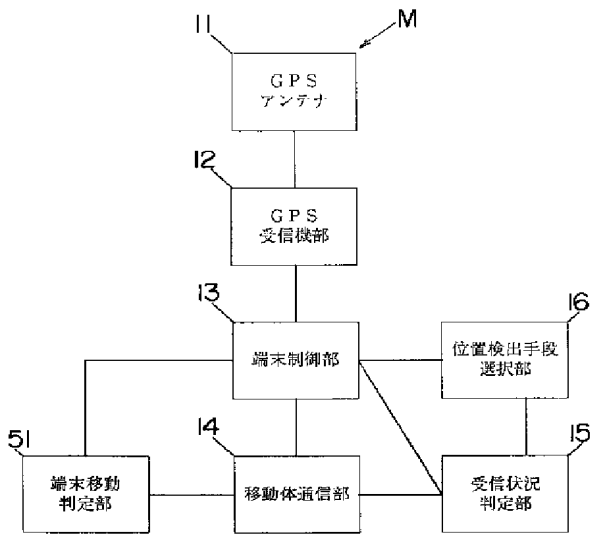 11
M
GPS
アンテナ
12
GPS
受信機部
13
16
端末制御部
位置検出手段
選択部
51
14
15
端末移動
判定部
移動体通信部
受信状況
判定部